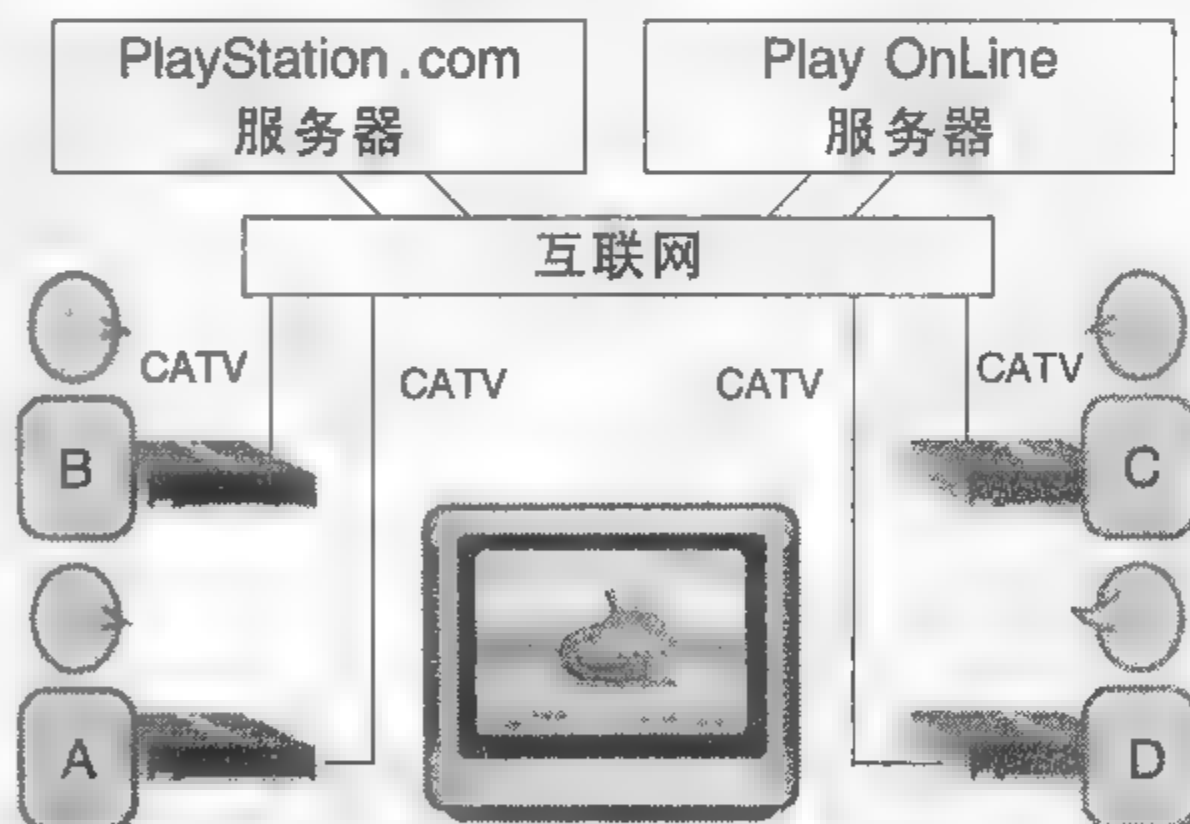 PlayStation.com
服务器
Play OnLine
服务器
互联网
CATV
CATV
CATV
CATV
B
C
A
D